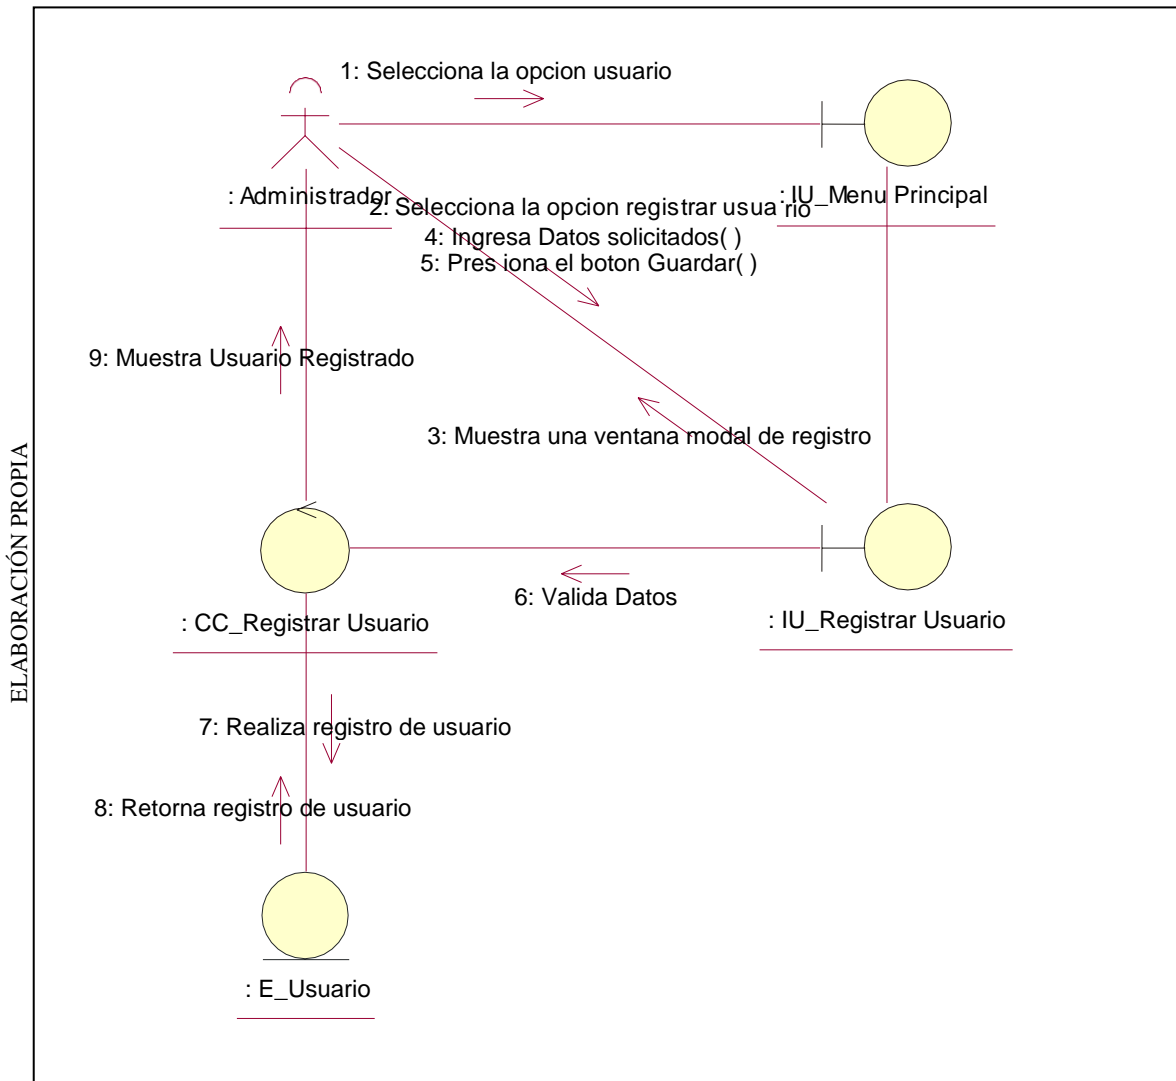 1: Selecciona la opcion usuario
: Administrador
: IU_Menu Principal
2: Selecciona la opcion registrar usua rio
4: Ingresa Datos solicitados( )
5: Pres iona el boton Guardar( )
9: Muestra Usuario Registrado
3: Muestra una ventana modal de registro
ELABORACIÓN PROPIA
6: Valida Datos
: CC_Registrar Usuario
: IU_Registrar Usuario
7: Realiza registro de usuario
8: Retorna registro de usuario
: E_Usuario